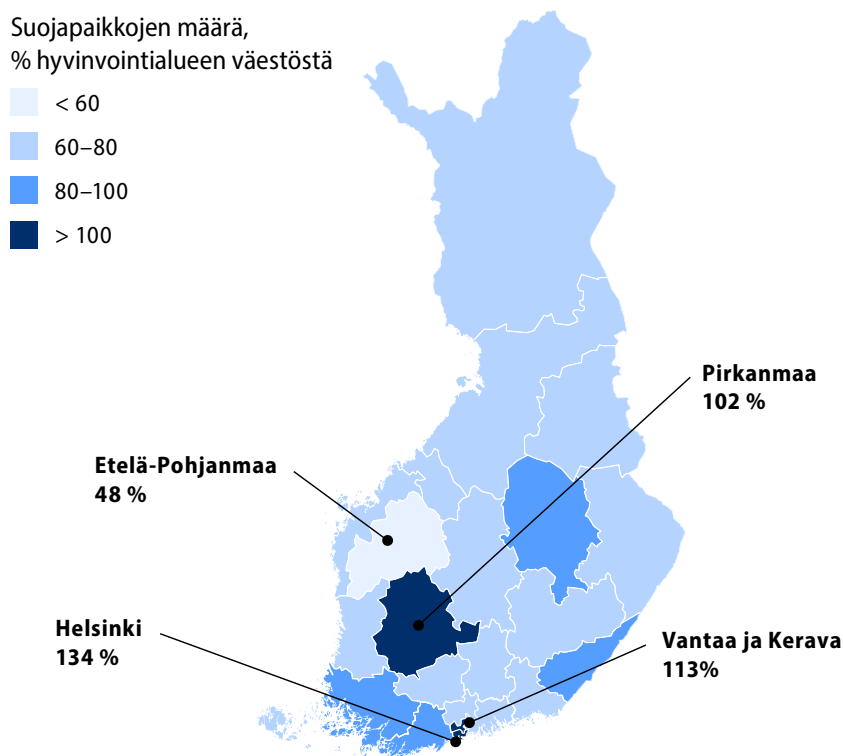 Suojapaikkojen määrä,
% hyvinvointialueen väestöstä
< 60
60–80
80–100
> 100
Pirkanmaa
102 %
Etelä-Pohjanmaa
48 %
Helsinki
134 %
Vantaa ja Kerava
113%